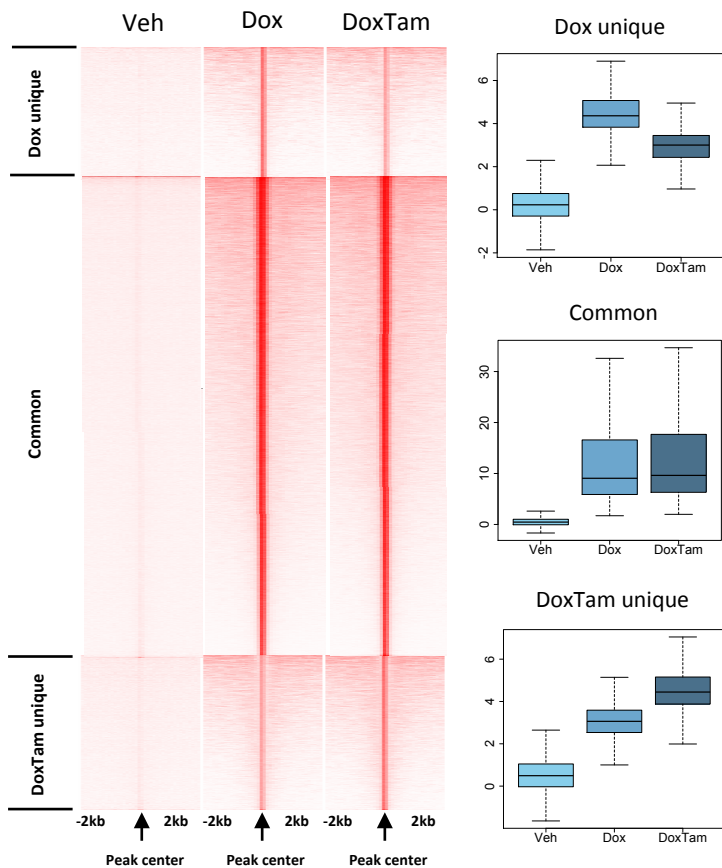 Veh Dox DoxTam
Dox unique
Common
DoxTam unique
-2kb 2kb -2kb 2kb -2kb 2kb
Peak center Peak center Peak center
Dox unique
6
4
2
0
-2
Veh Dox DoxTam
Common
30
20
10
0
Veh Dox DoxTam
DoxTam unique
6
4
2
0
Veh Dox DoxTam